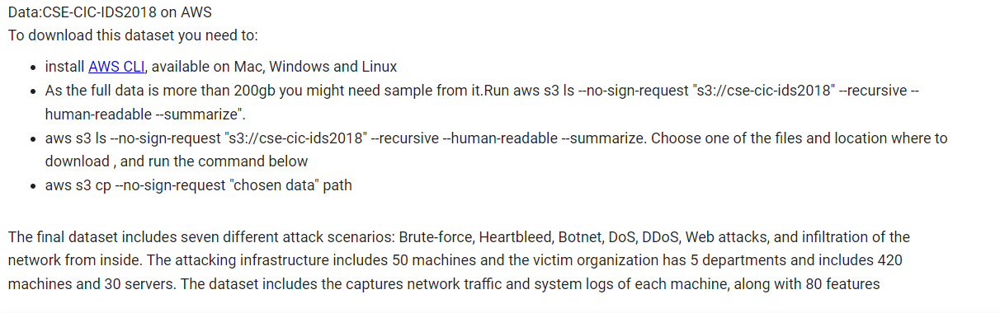 Data:CSE-CIC-IDS2018 on AWS
To download this dataset you need to:
• install AWS CLI, available on Mac, Windows and Linux
• As the full data is more than 200gb you might need sample from it.Run aws s3 ls --no-sign-request "s3://cse-cic-ids2018" --recursive --
human-readable --summarize".
• aws s3 ls --no-sign-request "s3://cse-cic-ids2018" --recursive --human-readable --summarize. Choose one of the files and location where to
download , and run the command below
• aws s3 cp --no-sign-request "chosen data" path
The final dataset includes seven different attack scenarios: Brute-force, Heartbleed, Botnet, DoS, DDoS, Web attacks, and infiltration of the
network from inside. The attacking infrastructure includes 50 machines and the victim organization has 5 departments and includes 420
machines and 30 servers. The dataset includes the captures network traffic and system logs of each machine, along with 80 features